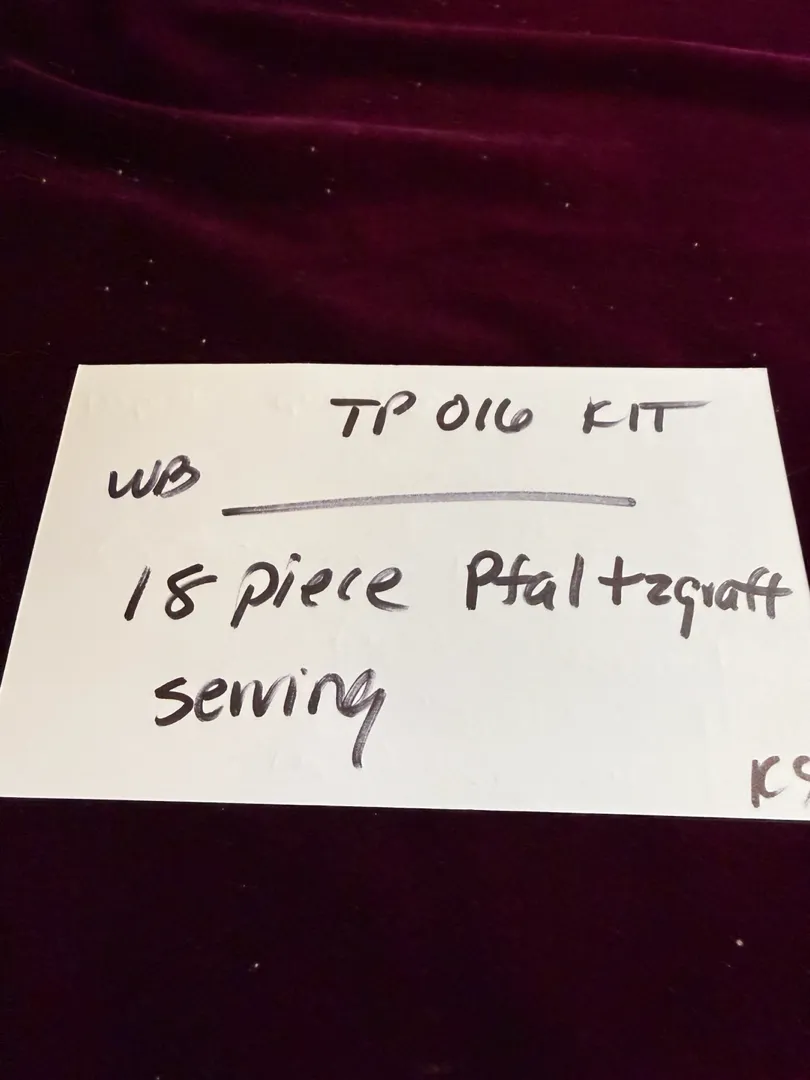 TP 016 KIT
WB
18 piece Pfaltzgraff
serving